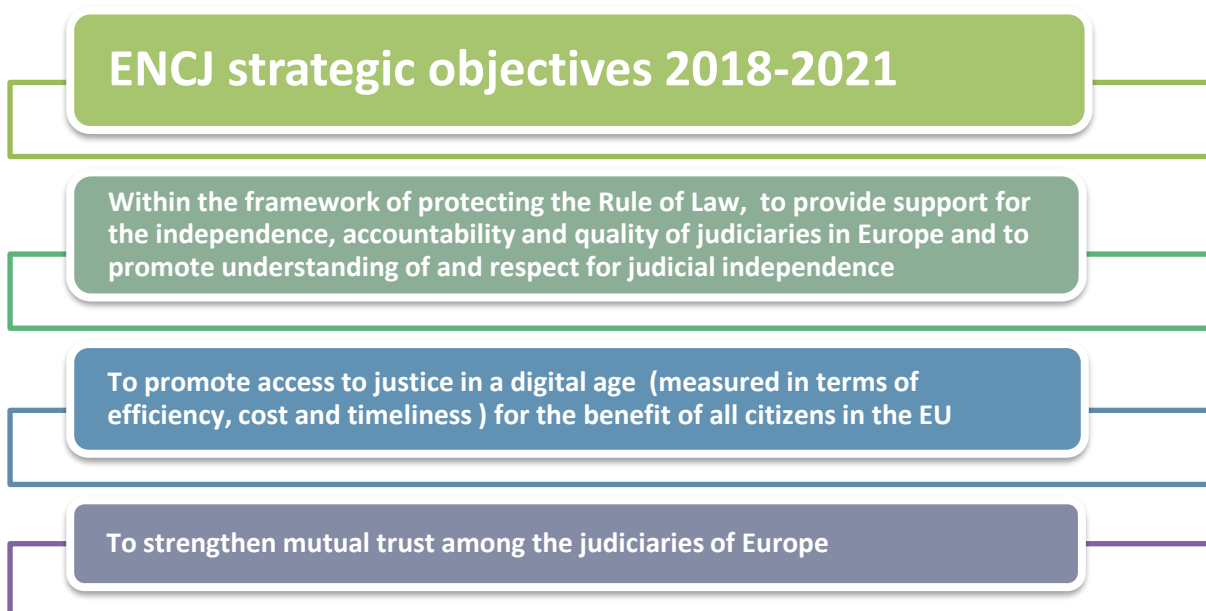 ENCJ strategic objectives 2018-2021
Within the framework of protecting the Rule of Law,  to provide support for
the independence, accountability and quality of judiciaries in Europe and to
promote understanding of and respect for judicial independence
To promote access to justice in a digital age  (measured in terms of
efficiency, cost and timeliness ) for the benefit of all citizens in the EU
To strengthen mutual trust among the judiciaries of Europe